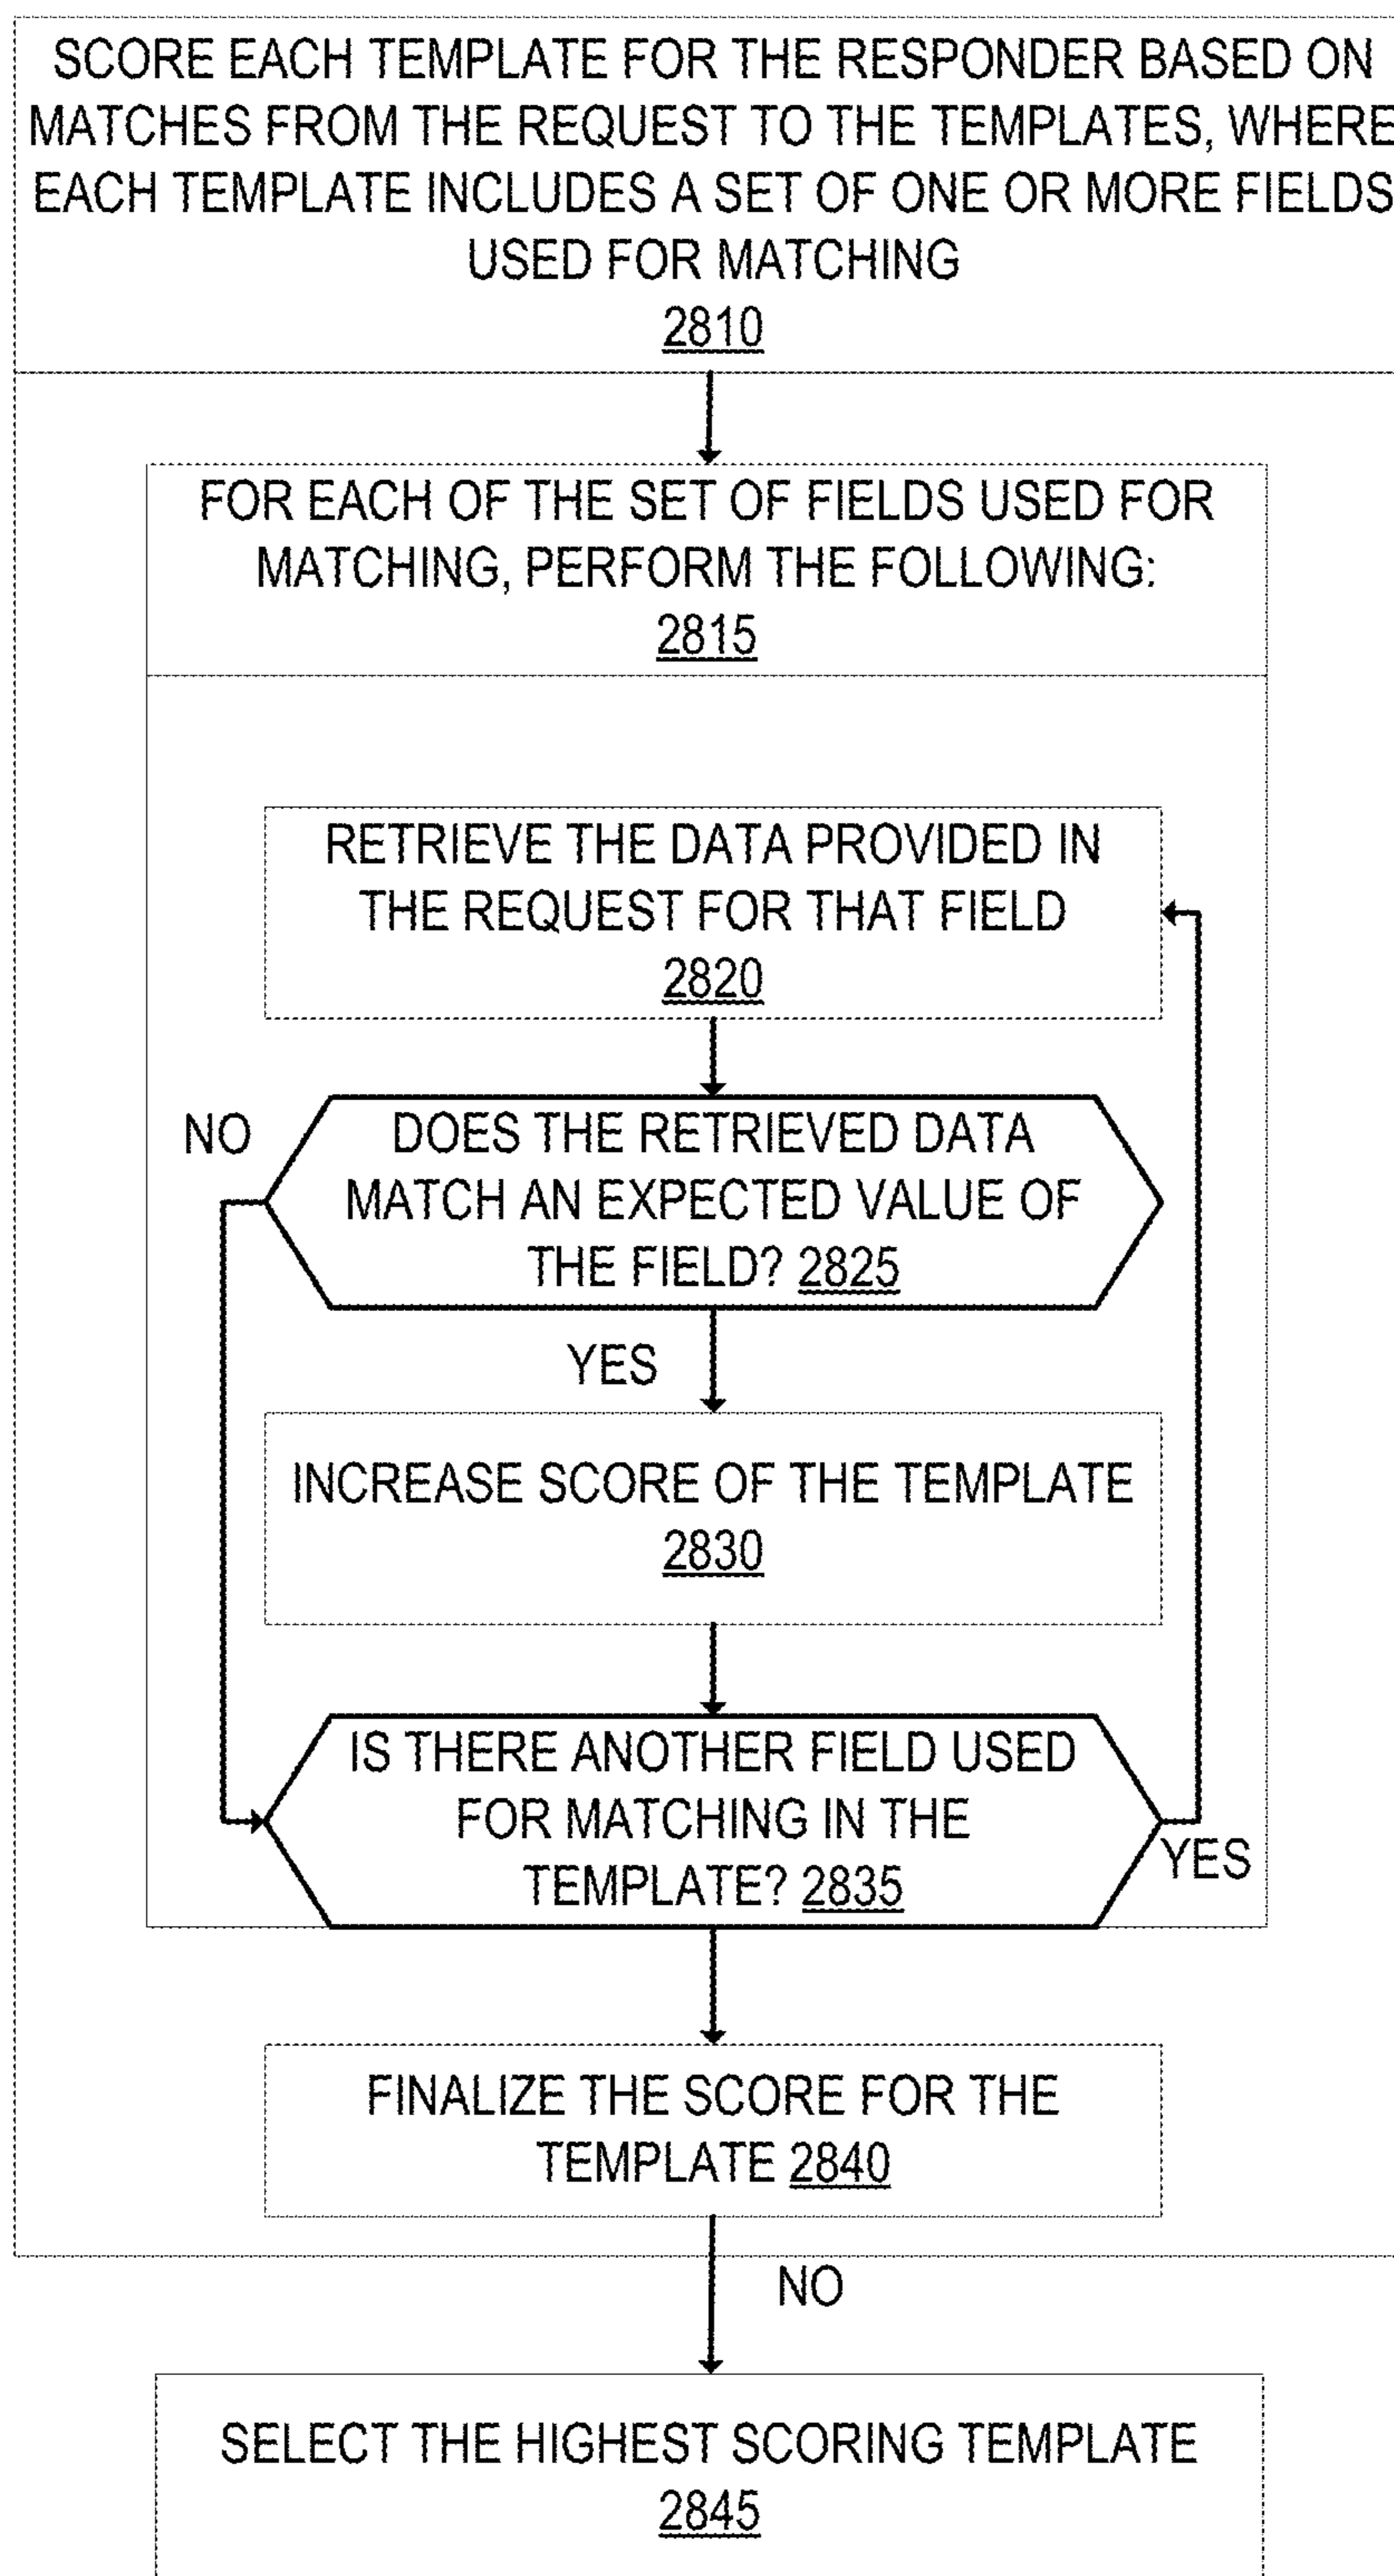 SCORE EACH TEMPLATE FOR THE RESPONDER BASED ON
MATCHES FROM THE REQUEST TO THE TEMPLATES, WHERE
EACH TEMPLATE INCLUDES A SET OF ONE OR MORE FIELDS
USED FOR MATCHING
2810
FOR EACH OF THE SET OF FIELDS USED FOR
MATCHING, PERFORM THE FOLLOWING:
2815
RETRIEVE THE DATA PROVIDED IN
THE REQUEST FOR THAT FIELD
2820
NO
DOES THE RETRIEVED DATA
MATCH AN EXPECTED VALUE OF
THE FIELD? 2825
YES
INCREASE SCORE OF THE TEMPLATE
2830
IS THERE ANOTHER FIELD USED
FOR MATCHING IN THE
TEMPLATE? 2835
YES
FINALIZE THE SCORE FOR THE
TEMPLATE 2840
NO
SELECT THE HIGHEST SCORING TEMPLATE
2845